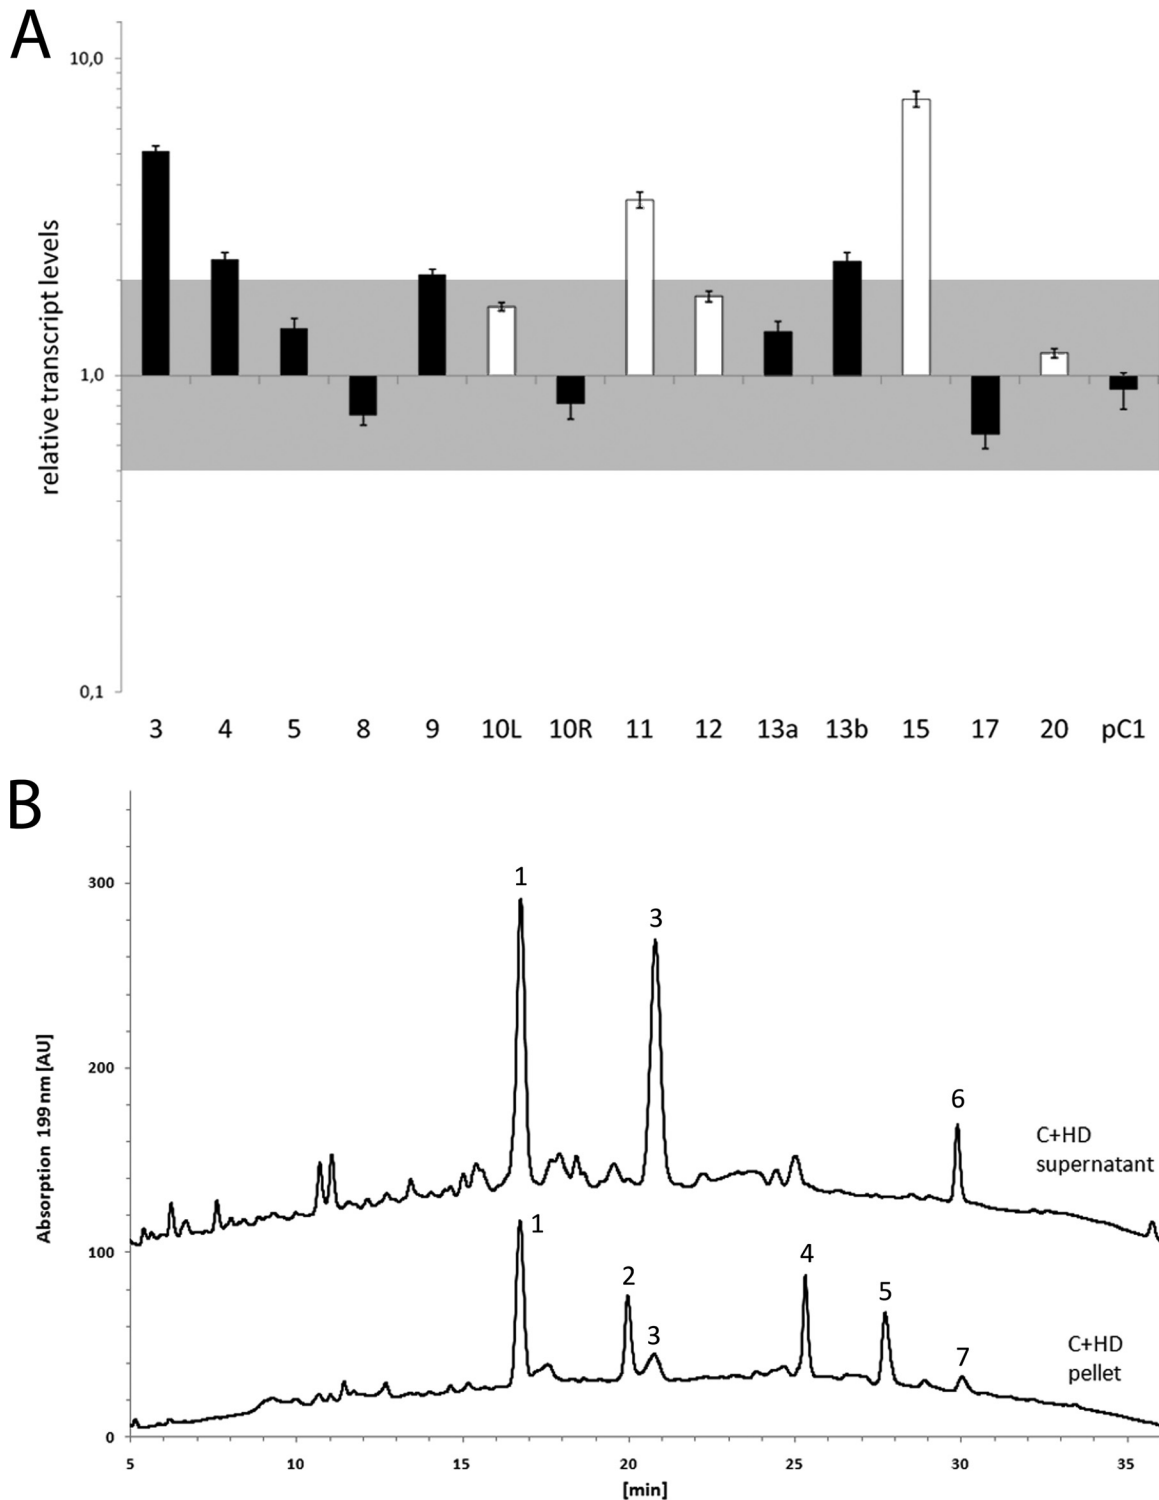 A
10,0
1,0
0,1
relative transcript levels
3 4 5 8 9 10L 10R 11 12 13a 13b 15 17 20 pC1
B
300
200
100
0
Absorption 199 nm [AU]
1
3
6
C+HD
supernatant
1
2
3
4
5
7
C+HD
pellet
5 10 15 20 25 30 35
[min]